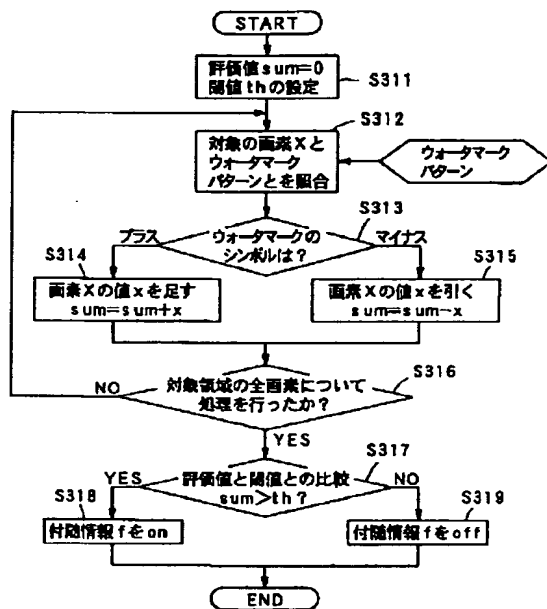 START
評価値sum=0
閾値thの設定
S311
S312
対象の画素Xと
ウォータマーク
パターンとを照合
ウォータマーク
パターン
S313
ウォータマークの
シンボルは?
プラス
マイナス
S314
画素Xの値xを足す
sum=sum+x
S315
画素Xの値xを引く
sum=sum-x
S316
対象領域の全画素について
処理を行ったか?
NO
YES
S317
評価値と閾値との比較
sum>th?
YES
NO
S318
付随情報fをon
S319
付随情報fをoff
END